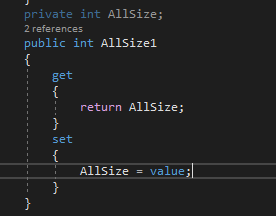 }
private int AllSize;
2 references
public int AllSize1
{
get
{
return AllSize;
}
set
{
AllSize = value;
}
}